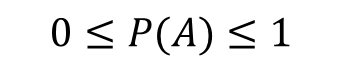 0 ≤ P(A) ≤ 1